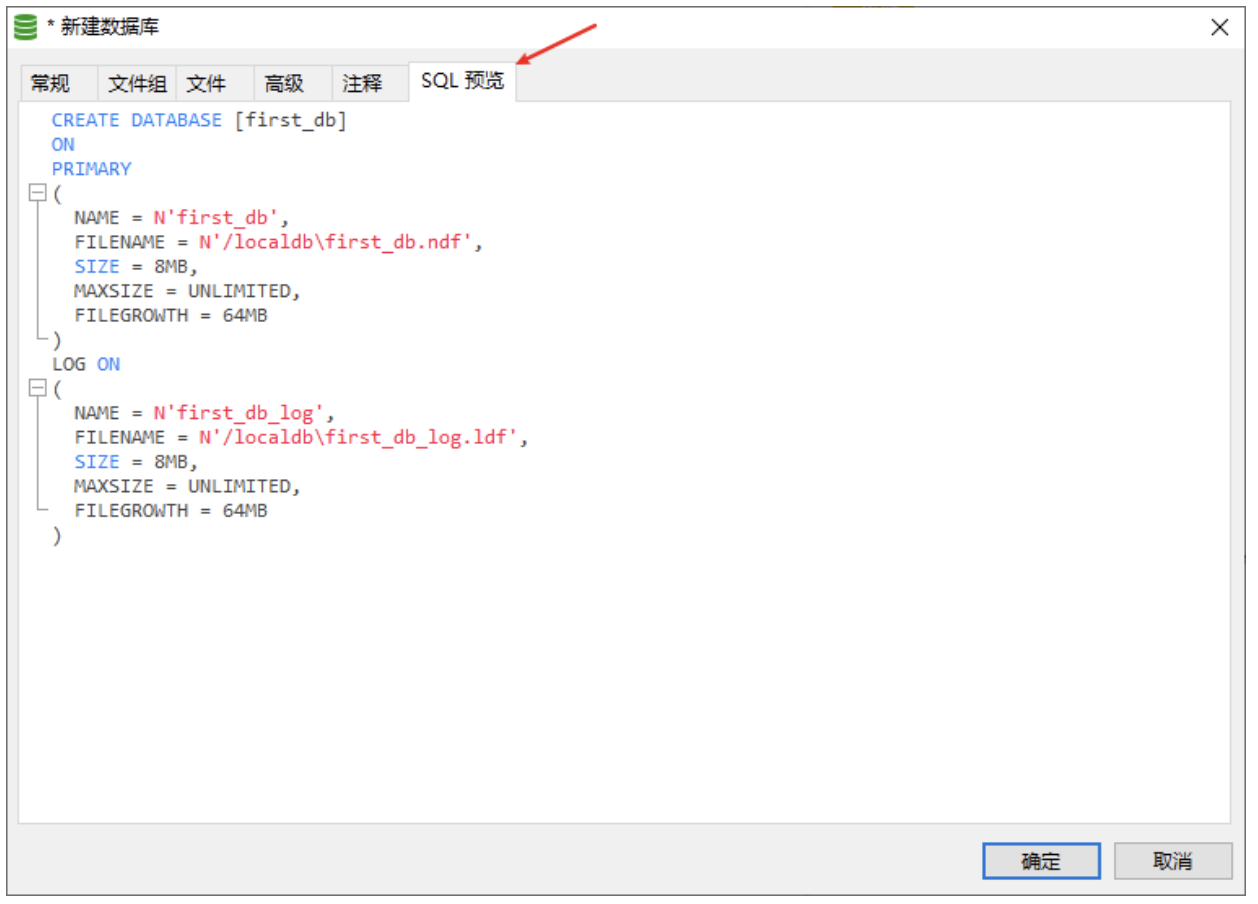 * 新建数据库
常规 文件组 文件 高级 注释 SQL 预览
CREATE DATABASE [first_db]
ON
PRIMARY
(
NAME = N'first_db',
FILENAME = N'/localdb\first_db.ndf',
SIZE = 8MB,
MAXSIZE = UNLIMITED,
FILEGROWTH = 64MB
)
LOG ON
(
NAME = N'first_db_log',
FILENAME = N'/localdb\first_db_log.ldf',
SIZE = 8MB,
MAXSIZE = UNLIMITED,
FILEGROWTH = 64MB
)
确定 取消